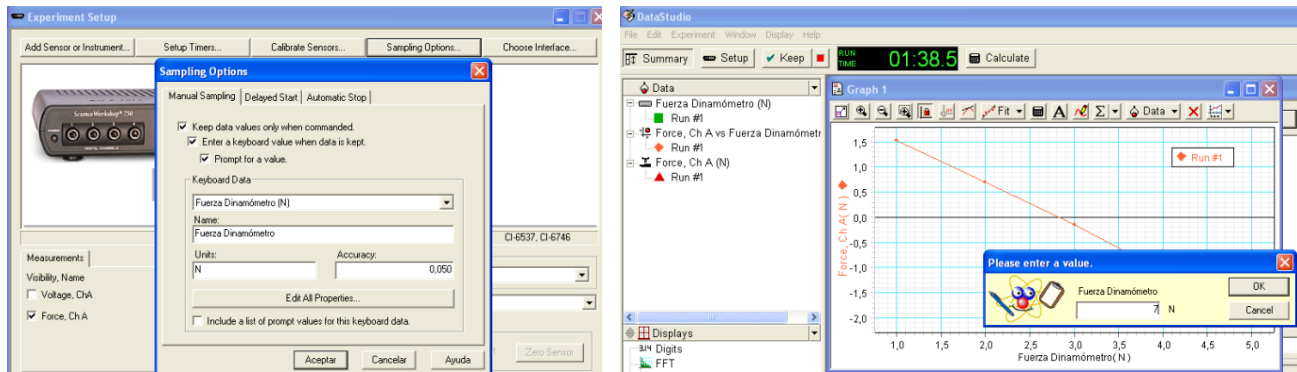 Experiment Setup
Add Sensor or Instrument... Setup Timers... Calibrate Sensors... Sampling Options... Choose Interface...
Sampling Options
Manual Sampling Delayed Start Automatic Stop
Keep data values only when commanded.
Enter a keyboard value when data is kept.
Prompt for a value.
Keyboard Data
Fuerza Dinamómetro (N)
Name:
Fuerza Dinamómetro
Units: Accuracy:
N 0,050
Edit All Properties...
Include a list of prompt values for this keyboard data.
Aceptar Cancelar Ayuda
ScienceWorkshop 750
DIGITAL CHANNELS
CI-6537, CI-6746
Measurements
Visibility, Name
Voltage, ChA
Force, Ch A
Zero Sensor
DataStudio
File Edit Experiment Window Display Help
Summary Setup Keep RUN TIME 01:38.5 Calculate
Data
Fuerza Dinamómetro (N)
Run #1
Force, Ch A vs Fuerza Dinamómetr
Run #1
Force, Ch A (N)
Run #1
Displays
3.14 Digits
FFT
Graph 1
Fit A Σ Data
Run #1
1,5
1,0
0,5
0,0
-0,5
-1,0
-1,5
-2,0
Force, Ch A( N )
1,0 1,5 2,0 2,5 3,0 3,5 4,0 4,5 5,0
Fuerza Dinamómetro( N )
Please enter a value.
Fuerza Dinamómetro
7 N
OK
Cancel